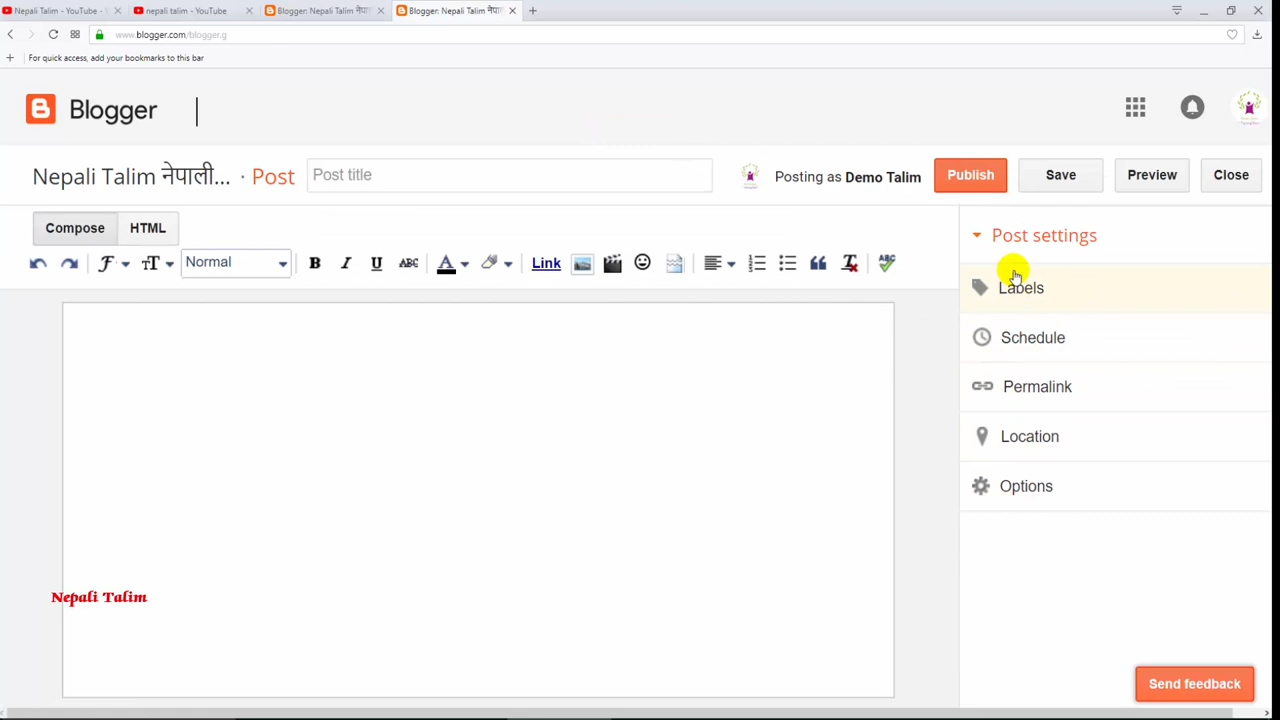 Nepali Talim - YouTube -
nepali talim - YouTube
Blogger: Nepali Talim नेपा
Blogger: Nepali Talim नेपा
www.blogger.com/blogger.g
For quick access, add your bookmarks to this bar
Blogger
Nepali Talim नेपाली... · Post
Post title
Posting as Demo Talim
Publish
Save
Preview
Close
Compose
HTML
Post settings
Normal
B
I
U
ABC
A
Link
ABC
Labels
Schedule
Permalink
Location
Options
Nepali Talim
Send feedback